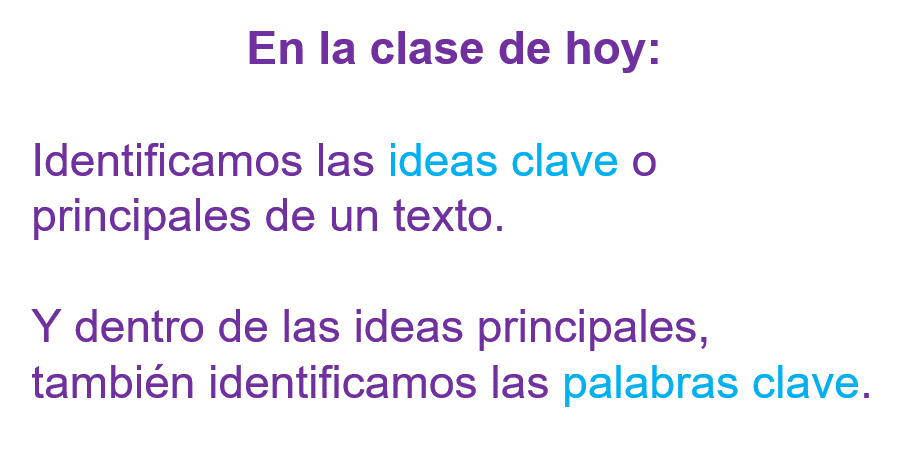 En la clase de hoy:
Identificamos las ideas clave o
principales de un texto.
Y dentro de las ideas principales,
también identificamos las palabras clave.